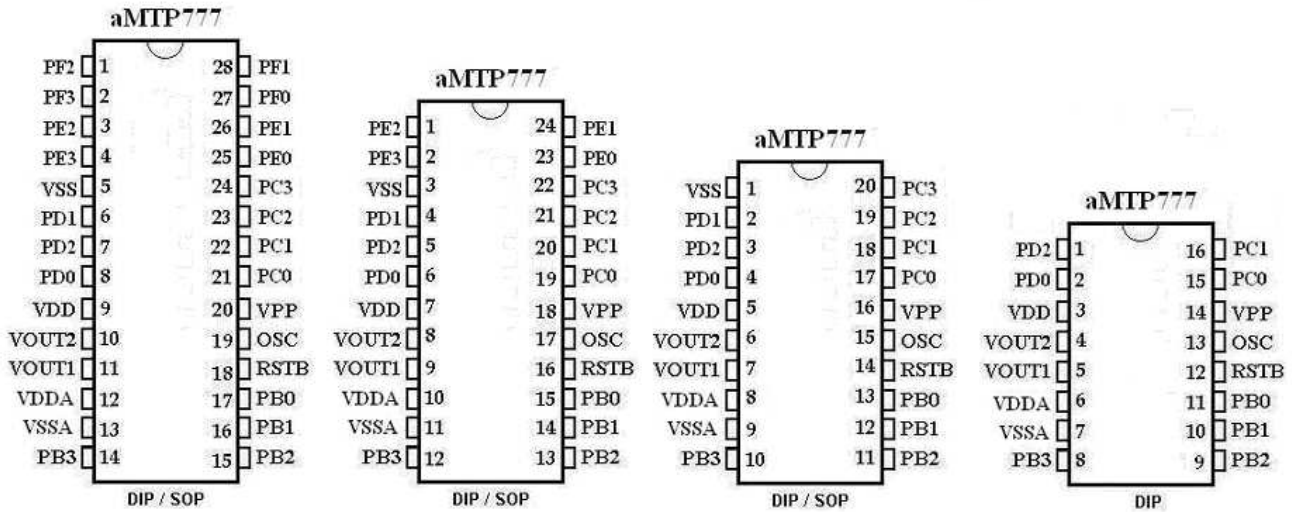 aMTP777
PF2 1 28 PF1
PF3 2 27 PF0
PE2 3 26 PE1
PE3 4 25 PE0
VSS 5 24 PC3
PD1 6 23 PC2
PD2 7 22 PC1
PD0 8 21 PC0
VDD 9 20 VPP
VOUT2 10 19 OSC
VOUT1 11 18 RSTB
VDDA 12 17 PB0
VSSA 13 16 PB1
PB3 14 15 PB2
DIP / SOP
aMTP777
PE2 1 24 PE1
PE3 2 23 PE0
VSS 3 22 PC3
PD1 4 21 PC2
PD2 5 20 PC1
PD0 6 19 PC0
VDD 7 18 VPP
VOUT2 8 17 OSC
VOUT1 9 16 RSTB
VDDA 10 15 PB0
VSSA 11 14 PB1
PB3 12 13 PB2
DIP / SOP
aMTP777
VSS 1 20 PC3
PD1 2 19 PC2
PD2 3 18 PC1
PD0 4 17 PC0
VDD 5 16 VPP
VOUT2 6 15 OSC
VOUT1 7 14 RSTB
VDDA 8 13 PB0
VSSA 9 12 PB1
PB3 10 11 PB2
DIP / SOP
aMTP777
PD2 1 16 PC1
PD0 2 15 PC0
VDD 3 14 VPP
VOUT2 4 13 OSC
VOUT1 5 12 RSTB
VDDA 6 11 PB0
VSSA 7 10 PB1
PB3 8 9 PB2
DIP